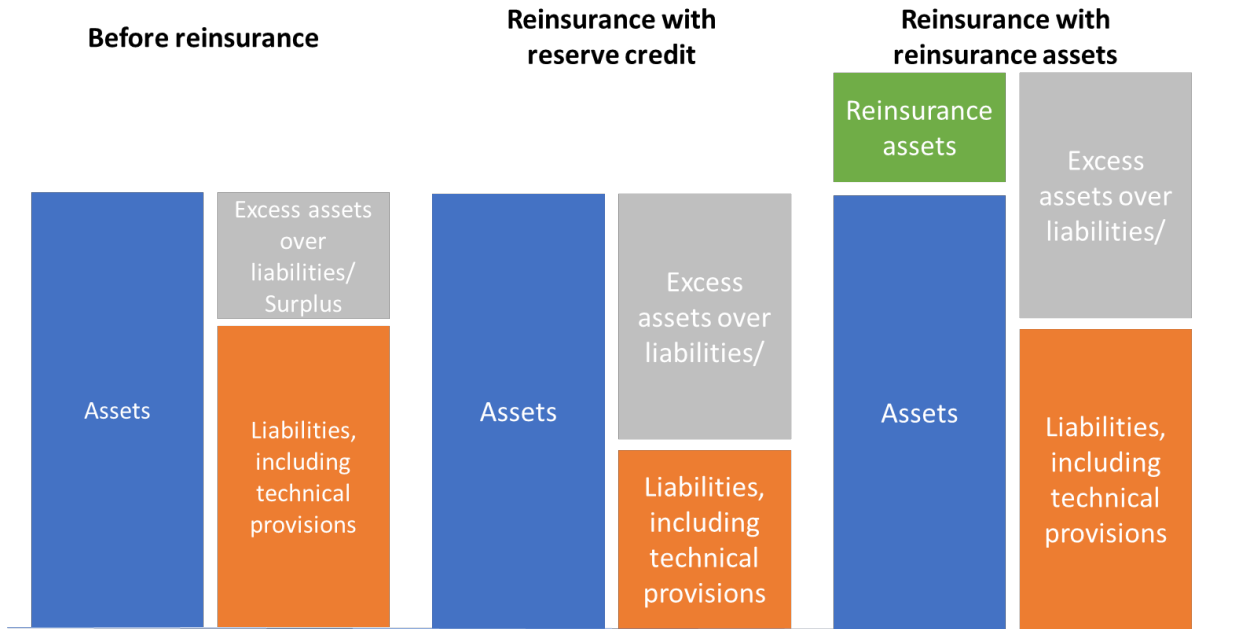 Before reinsurance
Reinsurance with
reserve credit
Reinsurance with
reinsurance assets
Assets
Excess assets
over
liabilities/
Surplus
Liabilities,
including
technical
provisions
Assets
Excess
assets over
liabilities/
Liabilities,
including
technical
provisions
Reinsurance
assets
Assets
Excess
assets over
liabilities/
Liabilities,
including
technical
provisions